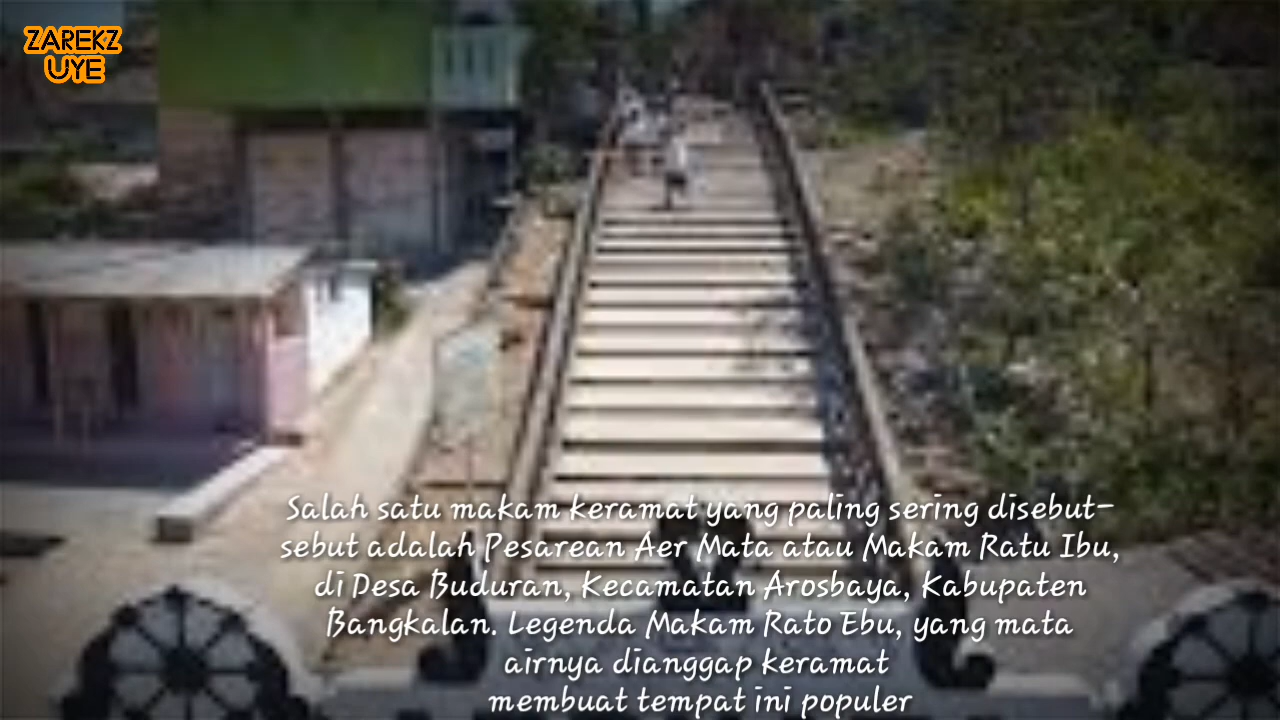 ZAREKZ
UYE
Salah satu makam keramat yang paling sering disebut-
sebut adalah Pesarean Aer Mata atau Makam Ratu Ibu,
di Desa Buduran, Kecamatan Arosbaya, Kabupaten
Bangkalan. Legenda Makam Rato Ebu, yang mata
airnya dianggap keramat
membuat tempat ini populer